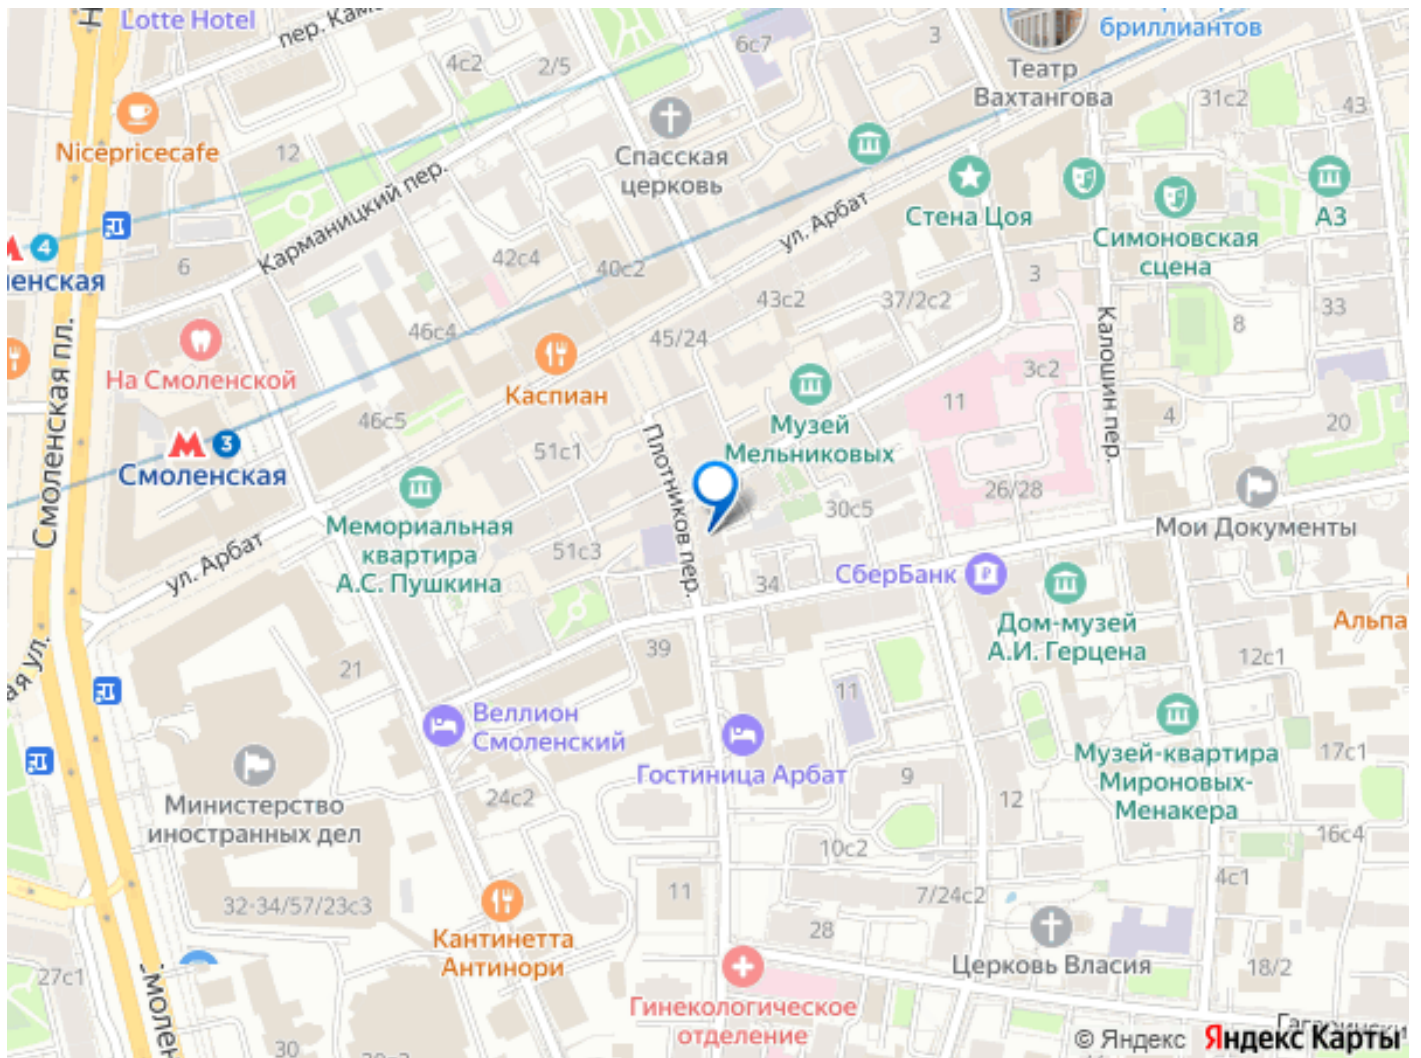 Lotte Hotel
пер. Каме
4с2
2/5
6с7
3
бриллиантов
Театр
Вахтангова
31с2
43
Nicepricecafe
12
Спасская
церковь
Карманицкий пер.
ул. Арбат
Стена Цоя
Симоновская
сцена
АЗ
4
ленская
6
42с4
40с2
43с2
37/2с2
3
8
33
Смоленская пл.
На Смоленской
46с4
45/24
Каспиан
Калошин пер.
3с2
11
4
20
46с5
3
Смоленская
51с1
Плотников пер.
Музей
Мельниковых
26/28
30с5
Мои Документы
Мемориальная
квартира
А.С. Пушкина
ул. Арбат
51с3
34
СберБанк
Дом-музей
А.И. Герцена
Альпа
12с1
ая ул.
21
39
11
Веллион
Смоленский
Гостиница Арбат
Музей-квартира
Мироновых-
Менакера
17с1
Министерство
иностранных дел
24с2
9
12
10с2
16с4
32-34/57/23с3
11
7/24с2
4с1
Кантинетта
Антинори
28
Церковь Власия
18/2
27с1
Смолен
Гинекологическое
отделение
30
© Яндекс Яндекс Карты